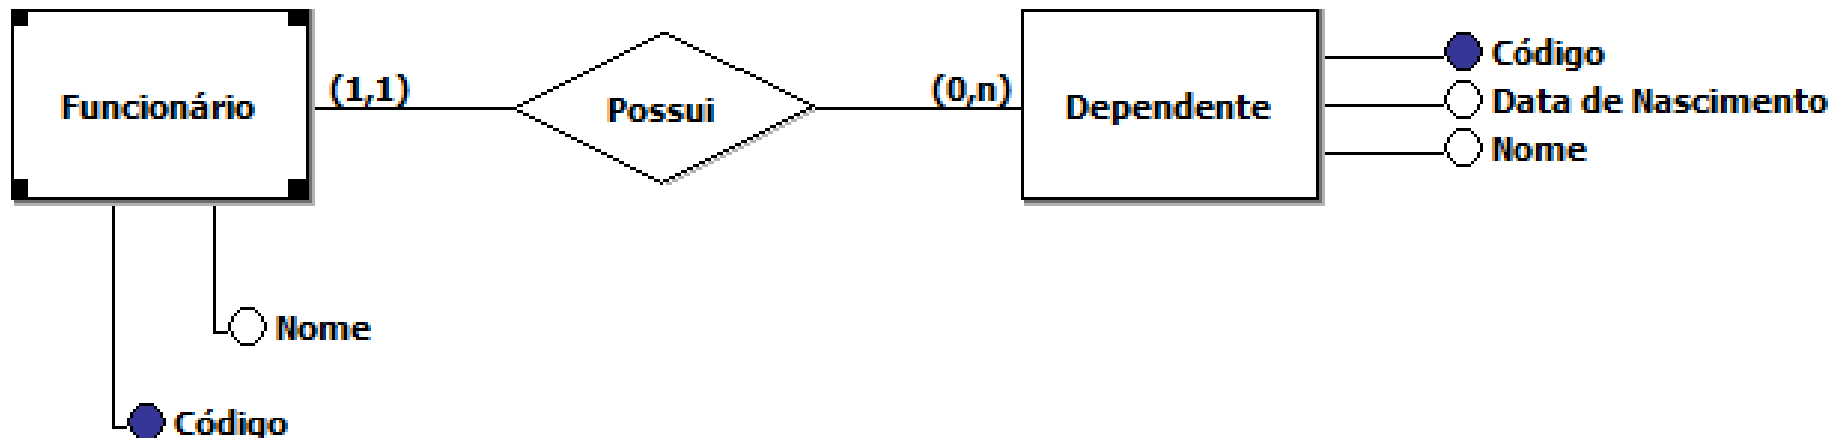 Funcionário
(1,1)
Possui
(0,n)
Dependente
Código
Data de Nascimento
Nome
Nome
Código